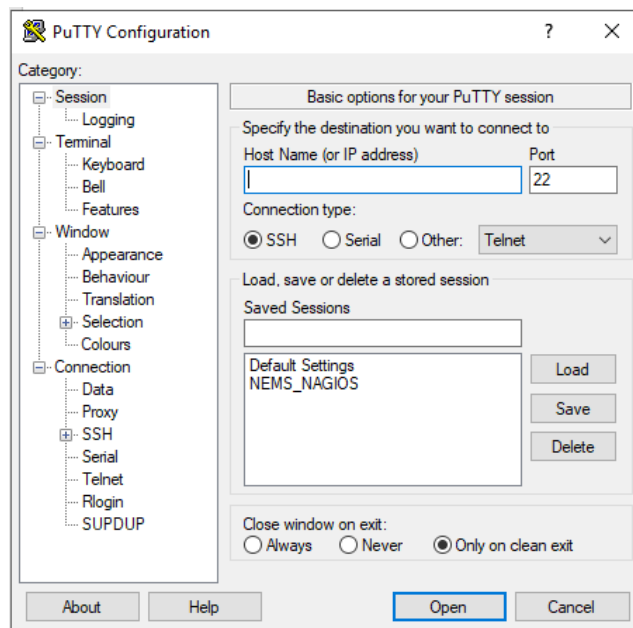 PuTTY Configuration
?
Category:
Session
Logging
Terminal
Keyboard
Bell
Features
Window
Appearance
Behaviour
Translation
Selection
Colours
Connection
Data
Proxy
SSH
Serial
Telnet
Rlogin
SUPDUP
Basic options for your PuTTY session
Specify the destination you want to connect to
Host Name (or IP address) Port
22
Connection type:
SSH Serial Other: Telnet
Load, save or delete a stored session
Saved Sessions
Default Settings
NEMS_NAGIOS
Load
Save
Delete
Close window on exit:
Always Never Only on clean exit
About Help Open Cancel